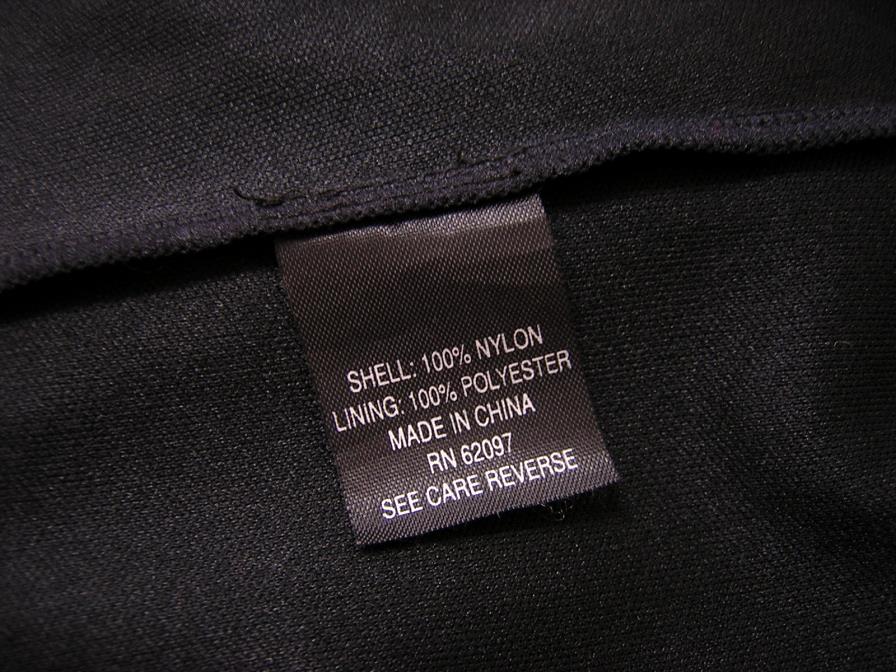 SHELL: 100% NYLON
LINING: 100% POLYESTER
MADE IN CHINA
RN 62097
SEE CARE REVERSE